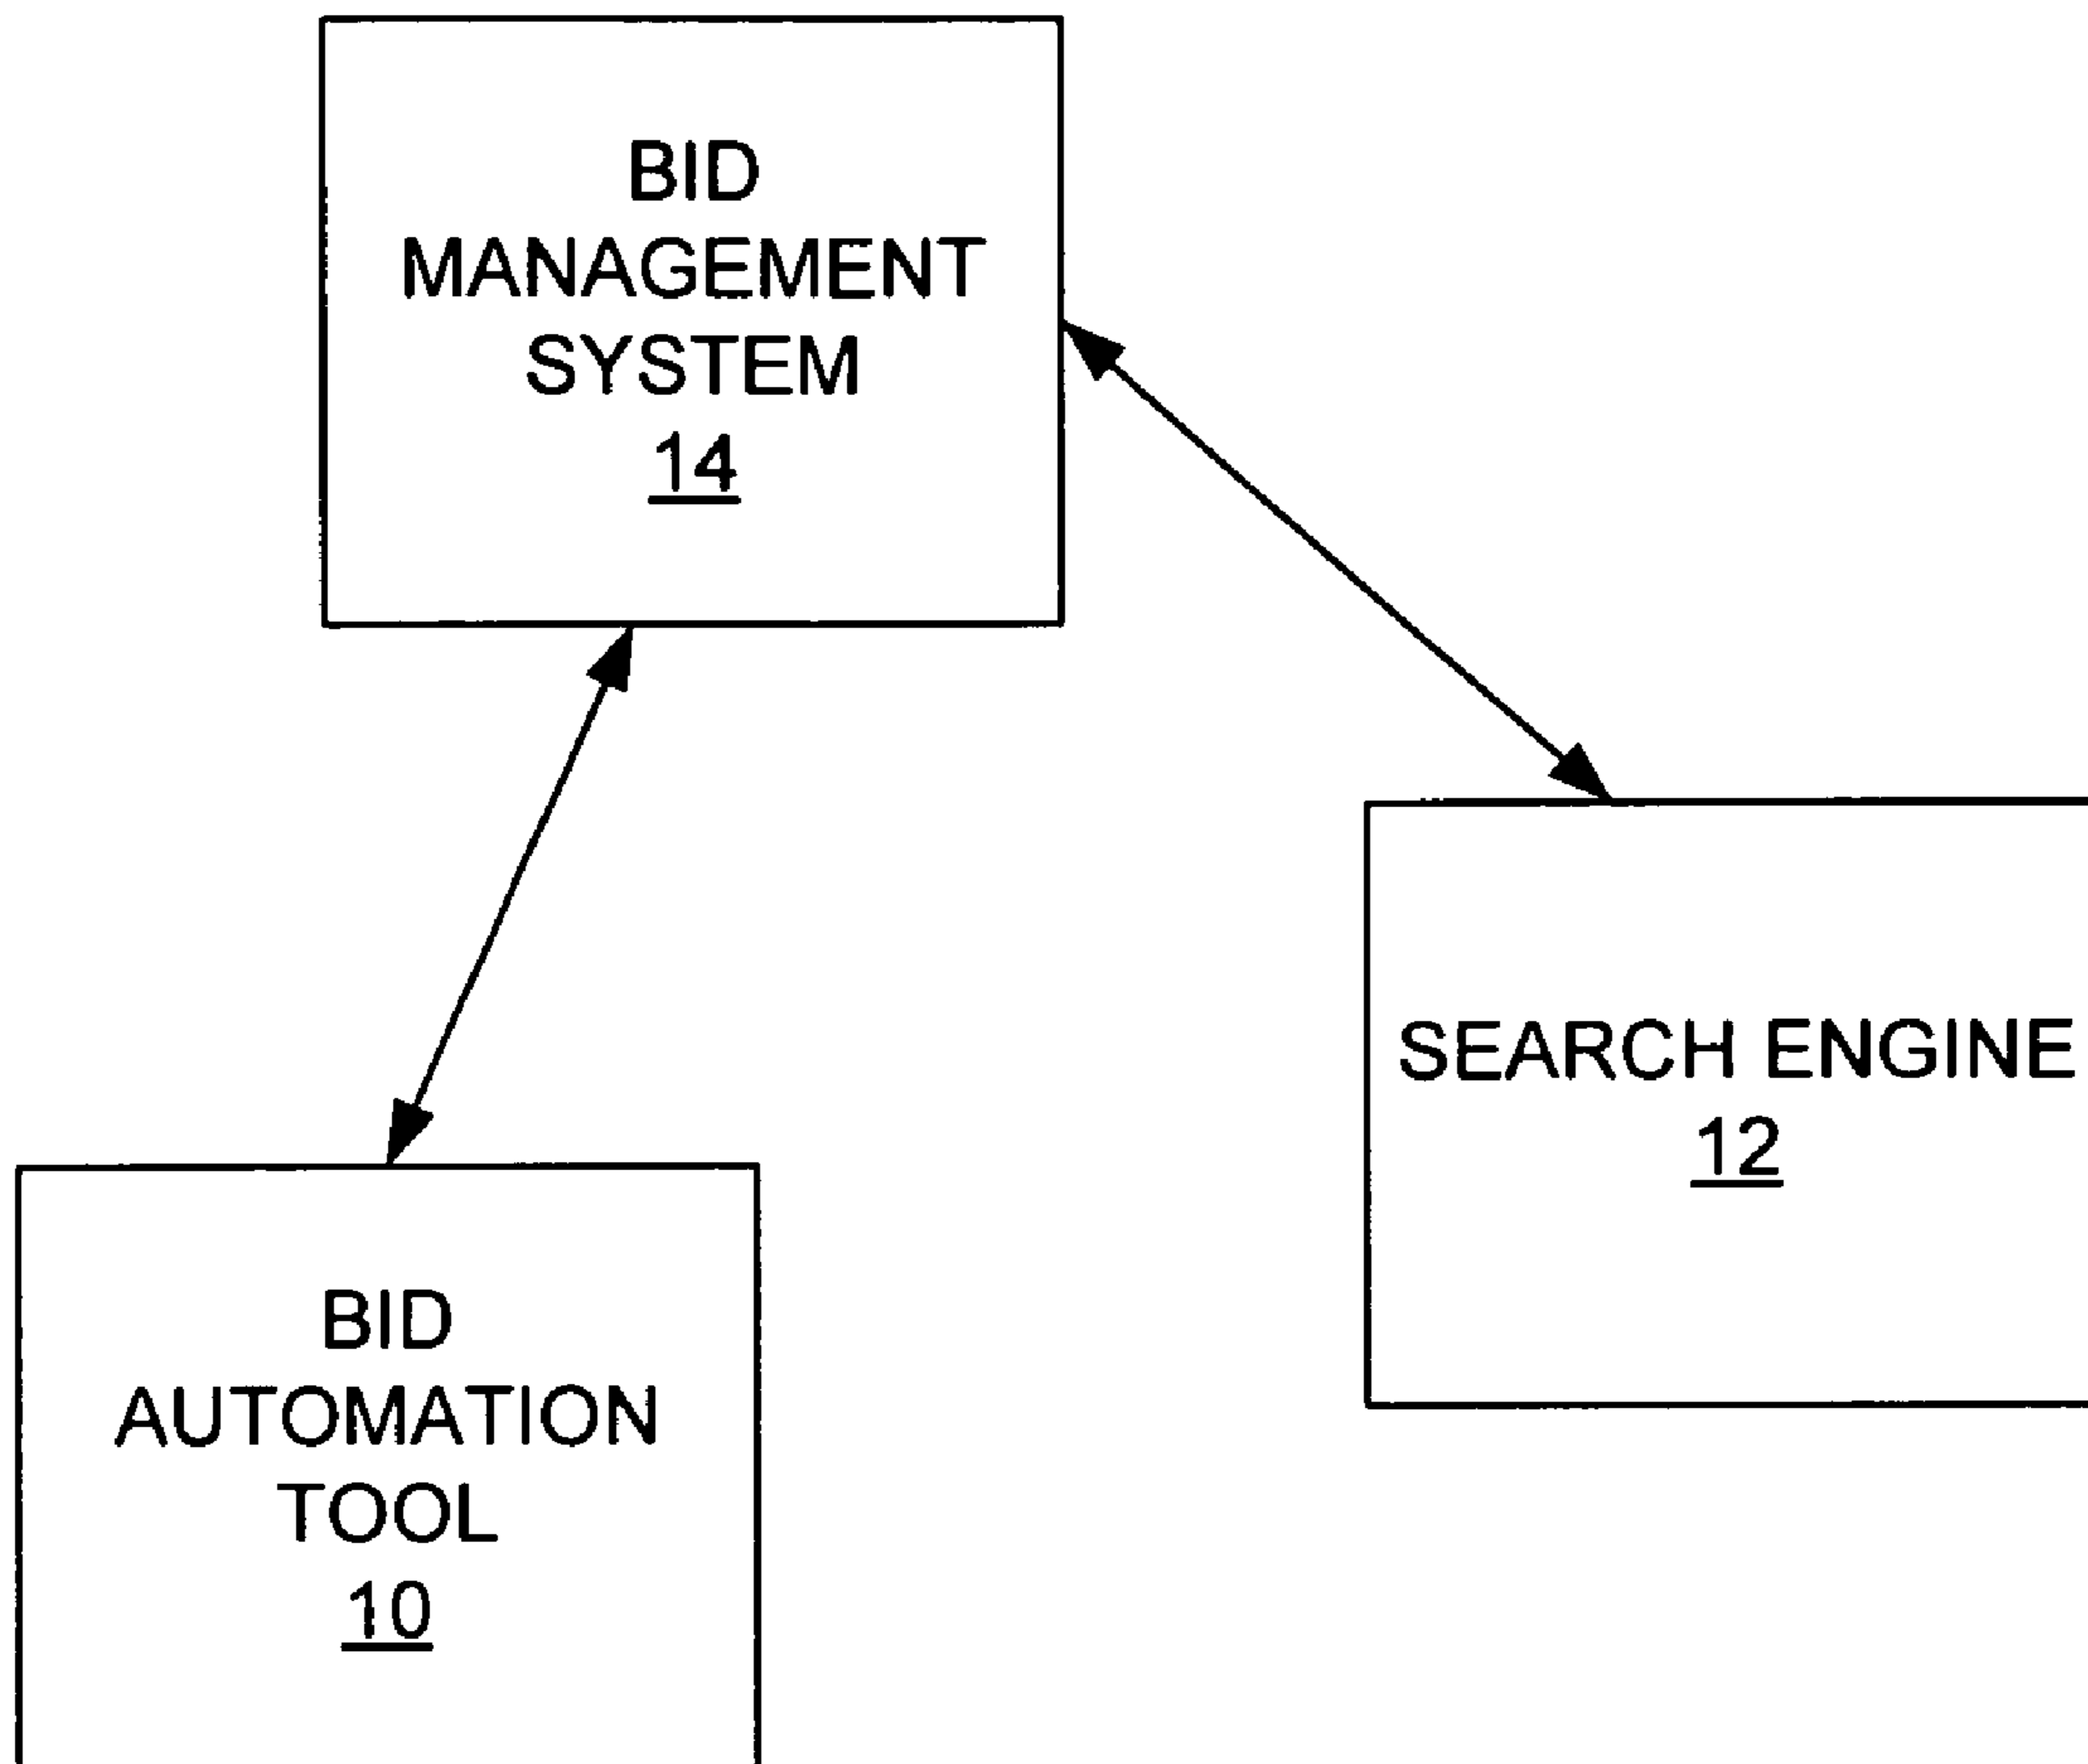 BID
MANAGEMENT
SYSTEM
14
SEARCH ENGINE
12
BID
AUTOMATION
TOOL
10